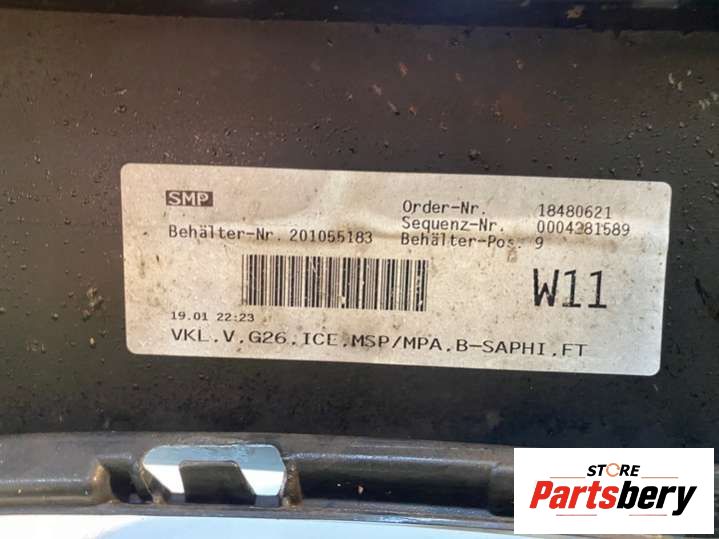 SMP
Order-Nr. 18480621
Sequenz-Nr. 0004281589
Behälter-Nr. 201055183 Behälter-Pos. 9
W11
19.01 22:23
VKL.V.G26.ICE.MSP/MPA.B-SAPHI.FT
STORE
Partsbery